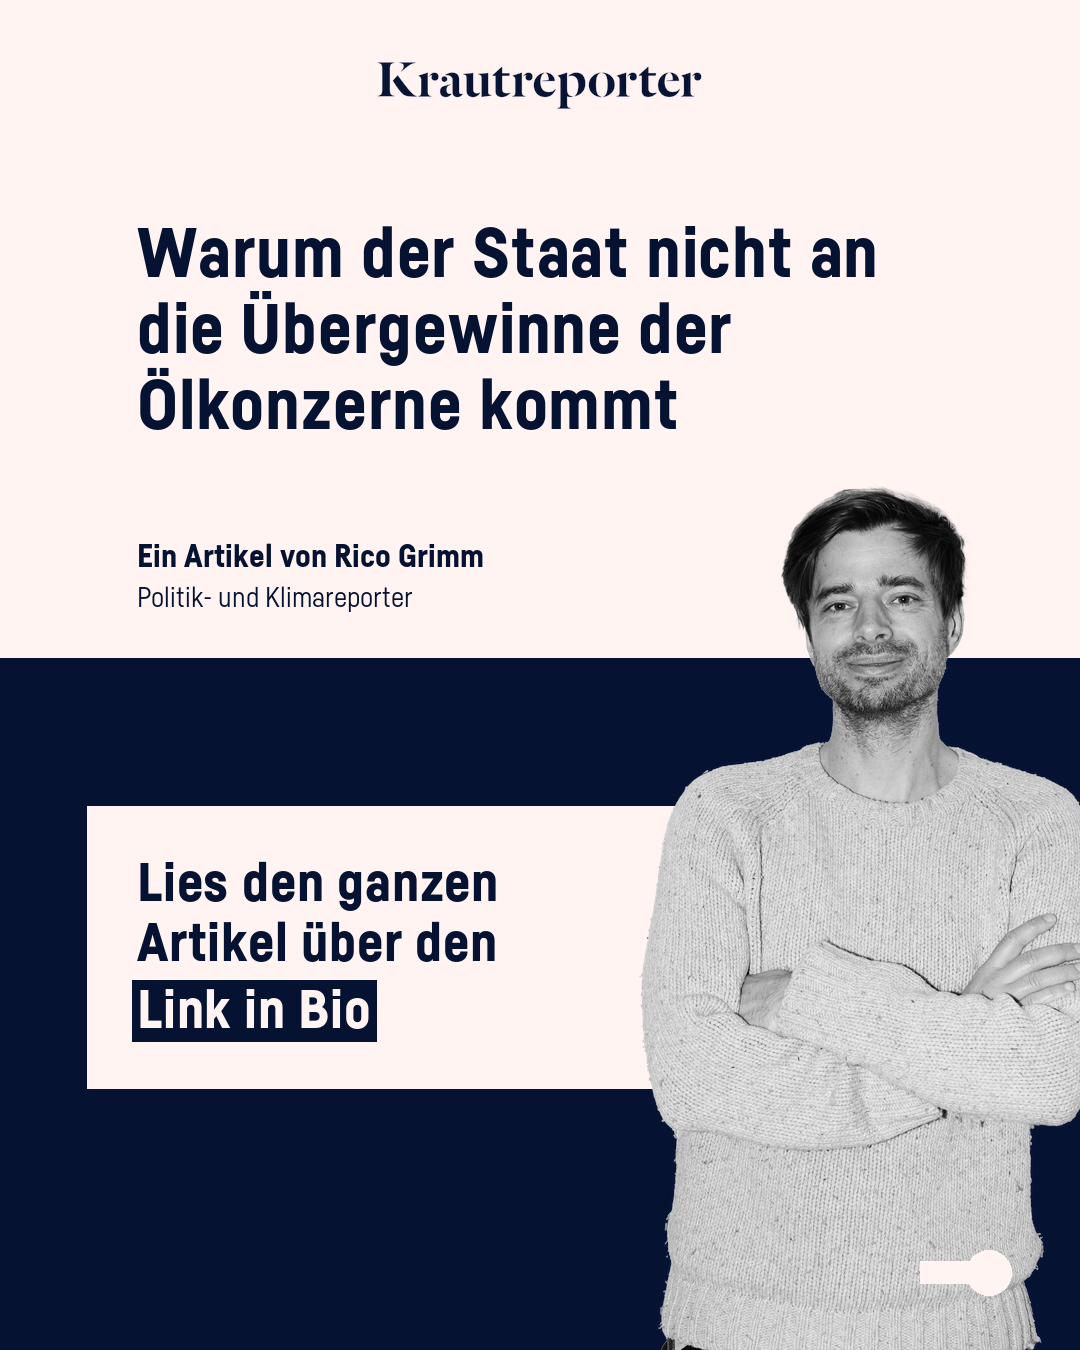 Krautreporter
Warum der Staat nicht an
die Übergewinne der
Ölkonzerne kommt
Ein Artikel von Rico Grimm
Politik- und Klimareporter
Lies den ganzen
Artikel über den
Link in Bio